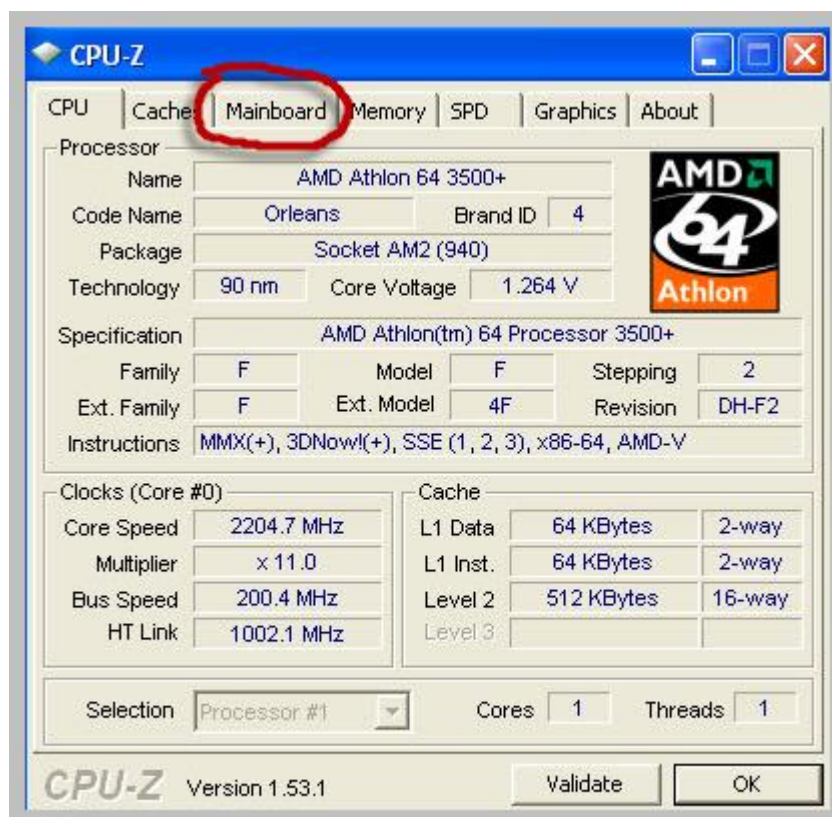 CPU-Z
CPU Caches Mainboard Memory SPD Graphics About
Processor
Name AMD Athlon 64 3500+
Code Name Orleans Brand ID 4
Package Socket AM2 (940)
Technology 90 nm Core Voltage 1.264 V
AMD
64
Athlon
Specification AMD Athlon(tm) 64 Processor 3500+
Family F Model F Stepping 2
Ext. Family F Ext. Model 4F Revision DH-F2
Instructions MMX(+), 3DNow!(+), SSE (1, 2, 3), x86-64, AMD-V
Clocks (Core #0) Cache
Core Speed 2204.7 MHz L1 Data 64 KBytes 2-way
Multiplier x 11.0 L1 Inst. 64 KBytes 2-way
Bus Speed 200.4 MHz Level 2 512 KBytes 16-way
HT Link 1002.1 MHz Level 3
Selection Processor #1 Cores 1 Threads 1
CPU-Z Version 1.53.1 Validate OK